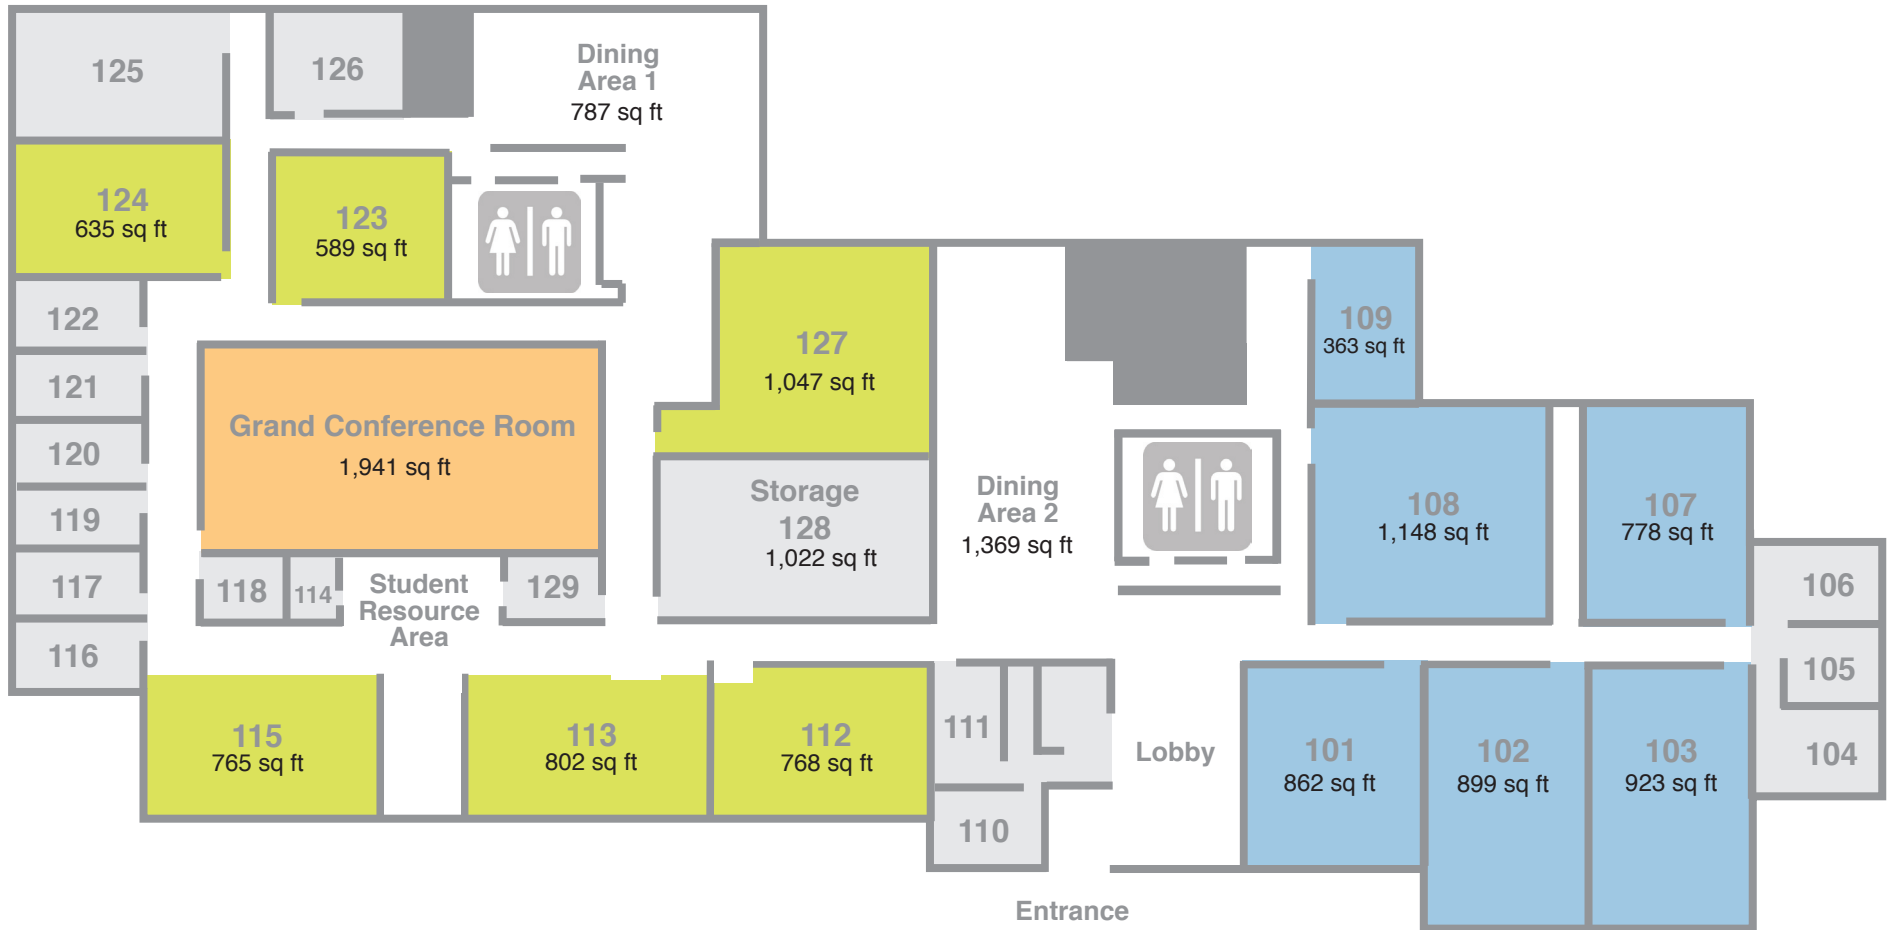 125
126
Dining
Area 1
787 sq ft
124
635 sq ft
123
589 sq ft
122
121
120
119
117
116
Grand Conference Room
1,941 sq ft
118
114
Student
Resource
Area
129
127
1,047 sq ft
Storage
128
1,022 sq ft
Dining
Area 2
1,369 sq ft
109
363 sq ft
108
1,148 sq ft
107
778 sq ft
106
105
104
115
765 sq ft
113
802 sq ft
112
768 sq ft
111
110
Lobby
101
862 sq ft
102
899 sq ft
103
923 sq ft
Entrance